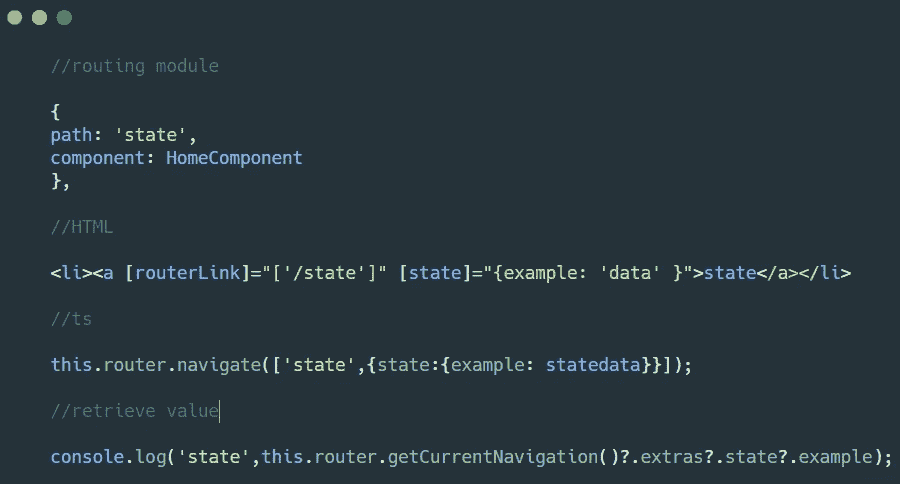 //routing module
{
path: 'state',
component: HomeComponent
},
//HTML
<li><a [routerLink]="['/state']" [state]="{example: 'data' }">state</a></li>
//ts
this.router.navigate(['state',{state:{example: statedata}}]);
//retrieve value
console.log('state',this.router.getCurrentNavigation()?.extras?.state?.example);